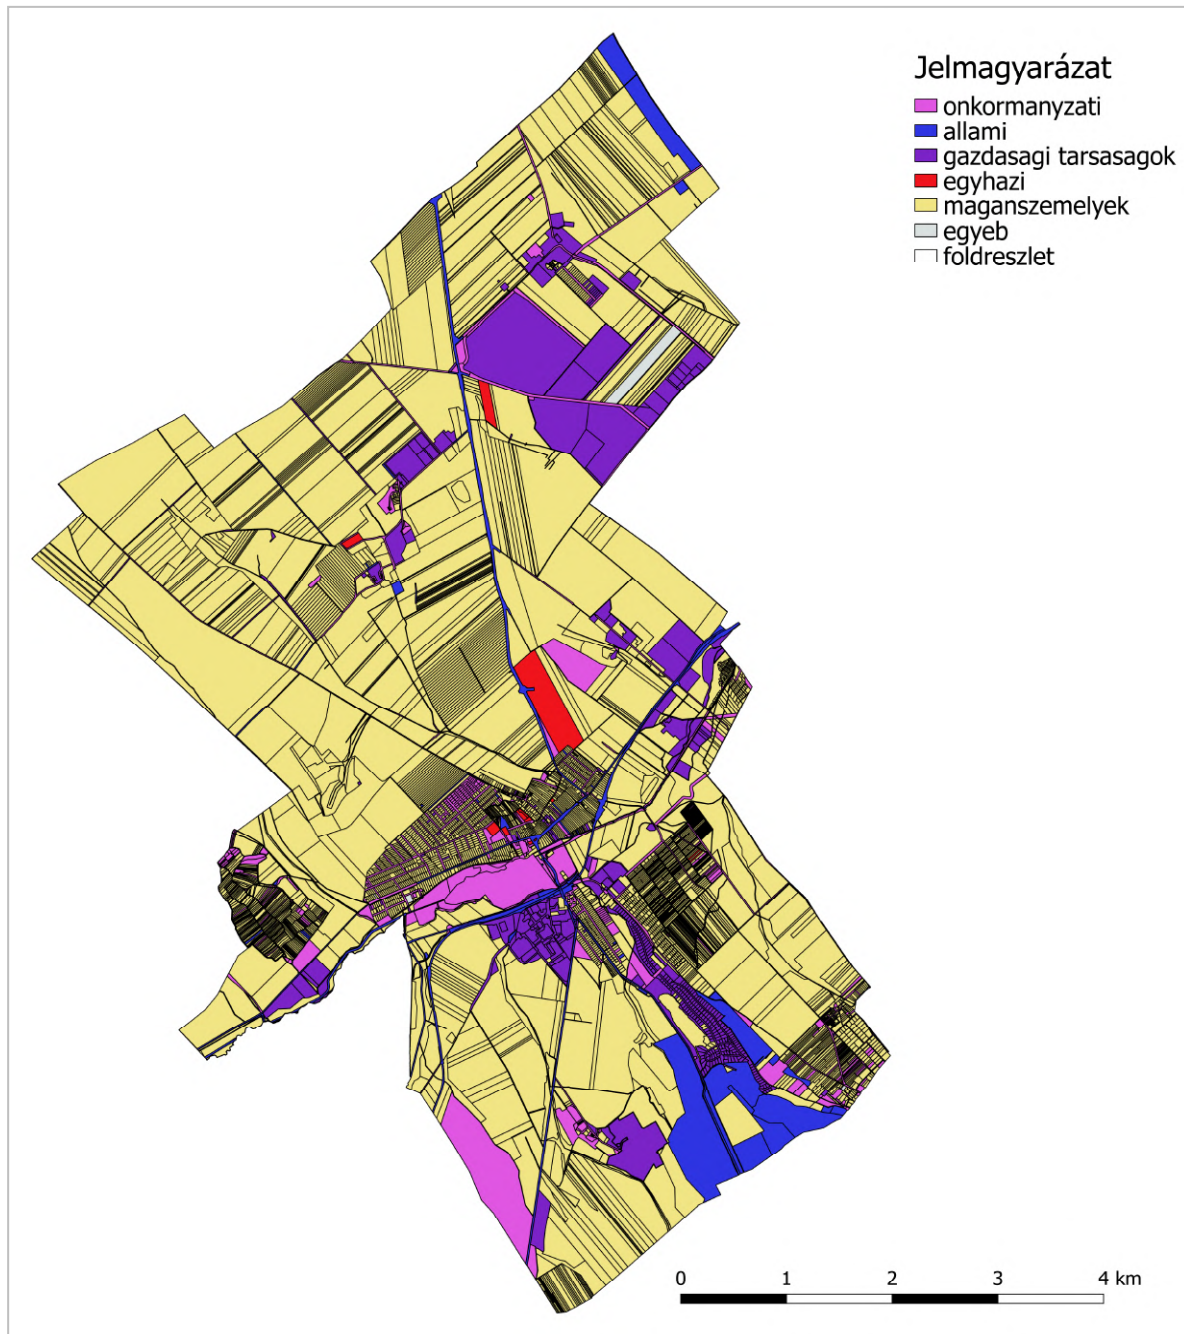 Jelmagyarázat
onkormanyzati
allami
gazdasagi tarsasagok
egyhazi
maganszemelyek
egyeb
foldreszlet
0 1 2 3 4 km